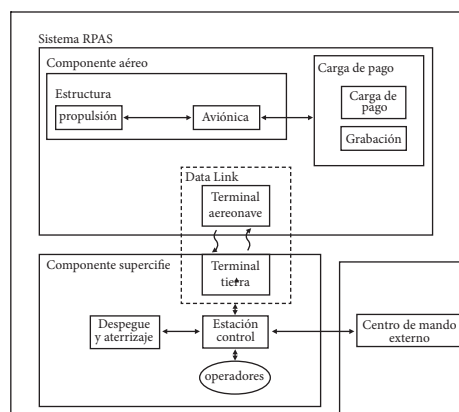 Sistema RPAS
Componente aéreo
Estructura
propulsión
Aviónica
Carga de pago
Carga de
pago
Grabación
Data Link
Terminal
aereonave
Componente supercifie
Terminal
tierra
Despegue
y aterrizaje
Estación
control
Centro de mando
externo
operadores